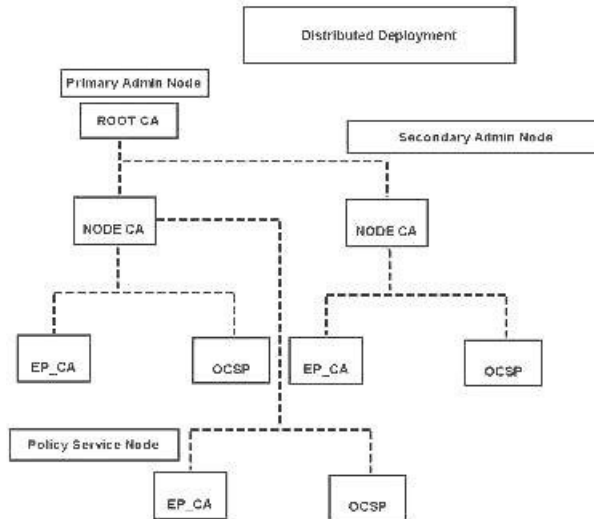 Distributed Deployment
Primary Admin Node
ROOT CA
Secondary Admin Node
NODE CA
NODE CA
EP_CA
OCSP
EP_CA
OCSP
Policy Service Node
EP_CA
OCSP